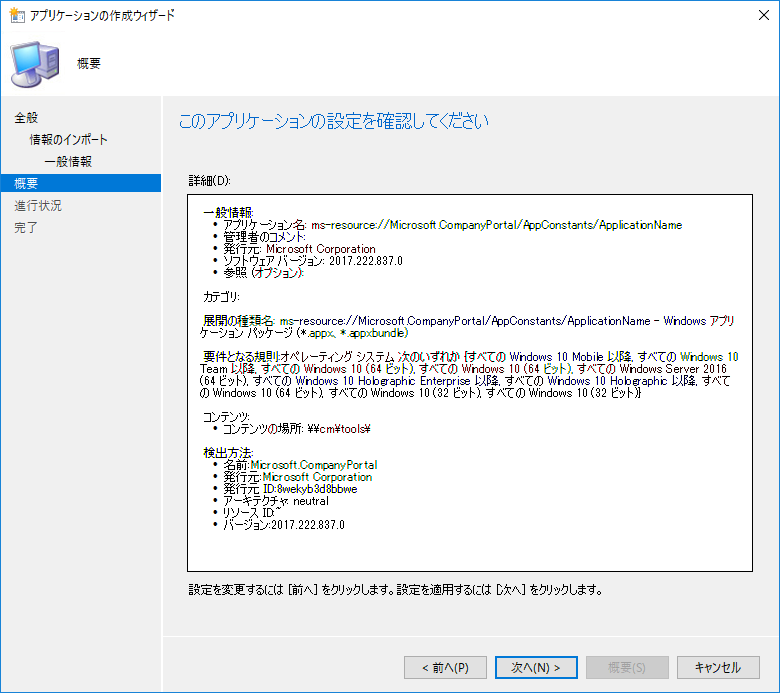 アプリケーションの作成ウィザード
概要
全般
情報のインポート
一般情報
概要
進行状況
完了
このアプリケーションの設定を確認してください
詳細(D):
一般情報:
• アプリケーション名: ms-resource://Microsoft.CompanyPortal/AppConstants/ApplicationName
• 管理者のコメント:
• 発行元: Microsoft Corporation
• ソフトウェア バージョン: 2017.222.837.0
• 参照 (オプション):
カテゴリ:
展開の種類名: ms-resource://Microsoft.CompanyPortal/AppConstants/ApplicationName - Windows アプリ
ケーション パッケージ (*.appx、*.appxbundle)
要件となる規則:オペレーティング システム 次のいずれか {すべての Windows 10 Mobile 以降, すべての Windows 10
Team 以降, すべての Windows 10 (64 ビット), すべての Windows 10 (64 ビット), すべての Windows Server 2016
(64 ビット), すべての Windows 10 Holographic Enterprise 以降, すべての Windows 10 Holographic 以降, すべて
の Windows 10 (64 ビット), すべての Windows 10 (32 ビット), すべての Windows 10 (32 ビット)}
コンテンツ:
• コンテンツの場所: \\cm\tools\
検出方法:
• 名前:Microsoft.CompanyPortal
• 発行元:Microsoft Corporation
• 発行元 ID:8wekyb3d8bbwe
• アーキテクチャ: neutral
• リソース ID:~
• バージョン:2017.222.837.0
設定を変更するには [前へ] をクリックします。設定を適用するには [次へ] をクリックします。
< 前へ(P)
次へ(N) >
概要(S)
キャンセル